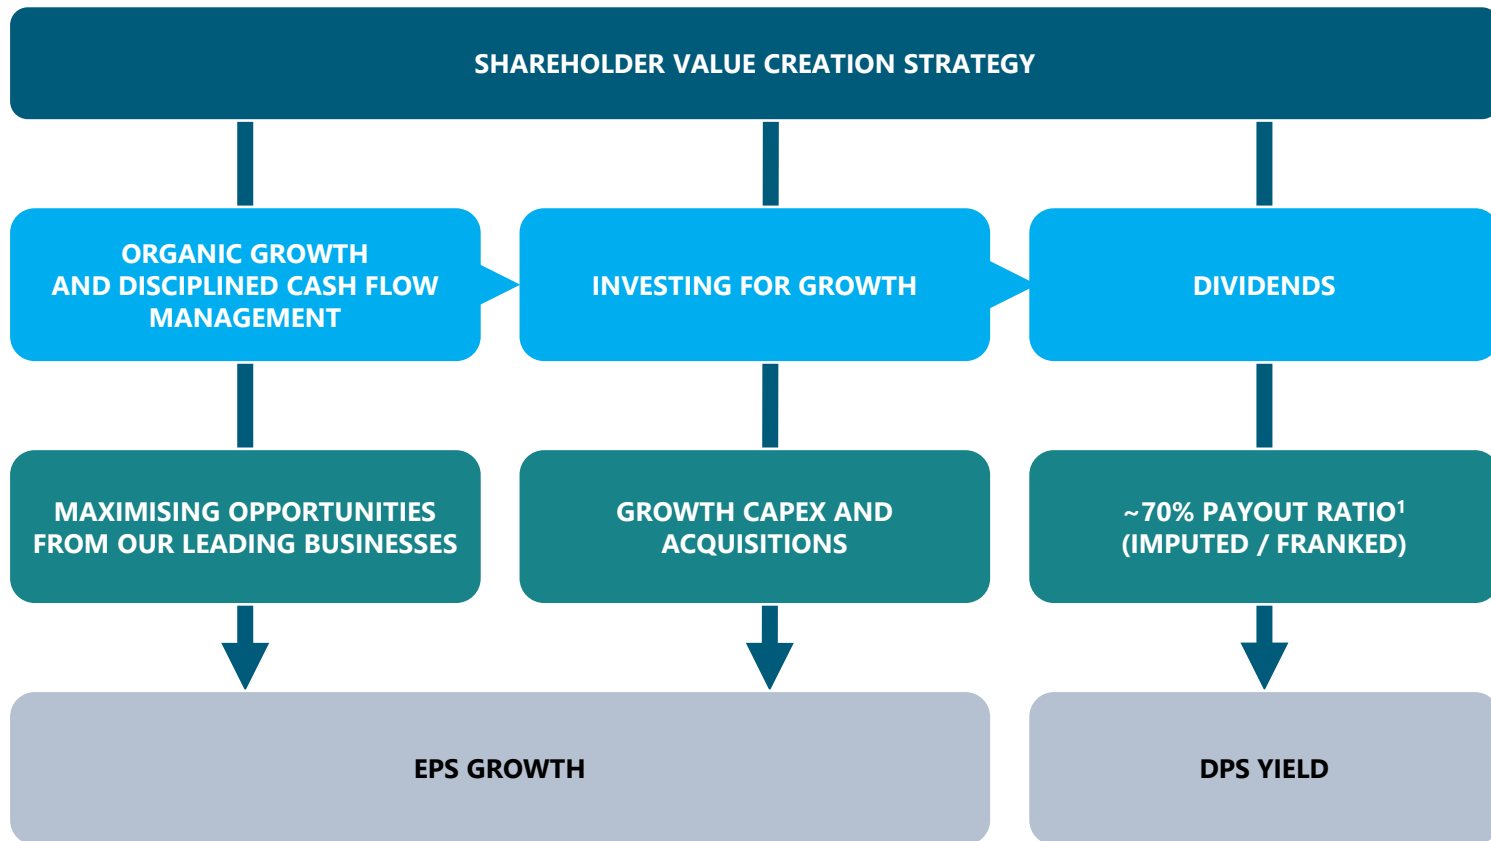 SHAREHOLDER VALUE CREATION STRATEGY
ORGANIC GROWTH
AND DISCIPLINED CASH FLOW
MANAGEMENT
INVESTING FOR GROWTH
DIVIDENDS
MAXIMISING OPPORTUNITIES
FROM OUR LEADING BUSINESSES
GROWTH CAPEX AND
ACQUISITIONS
~70% PAYOUT RATIO¹
(IMPUTED / FRANKED)
EPS GROWTH
DPS YIELD